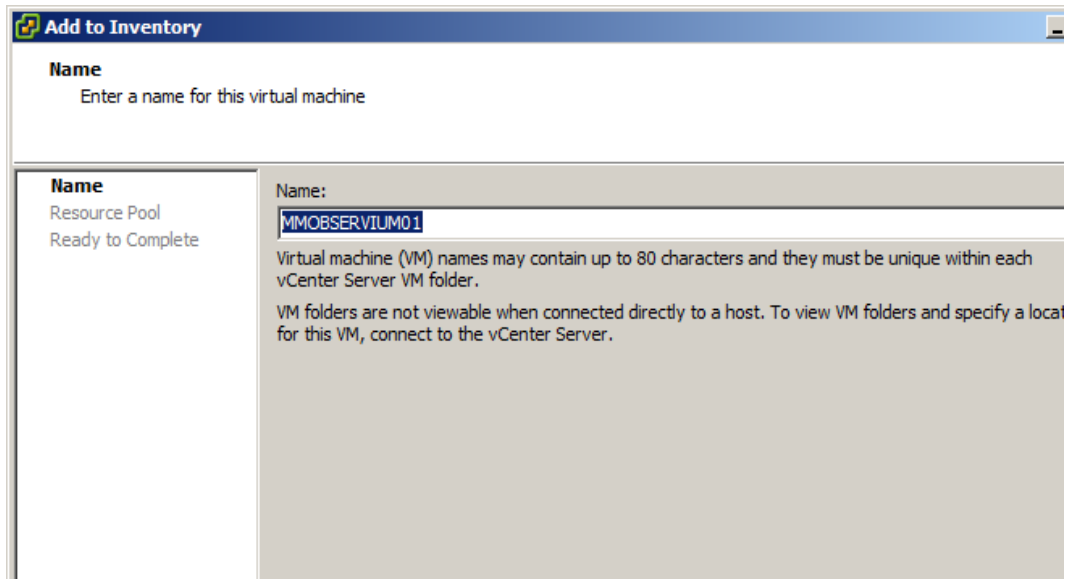 Add to Inventory
Name
Enter a name for this virtual machine
Name
Resource Pool
Ready to Complete
Name:
MMOBSERVIUM01
Virtual machine (VM) names may contain up to 80 characters and they must be unique within each
vCenter Server VM folder.
VM folders are not viewable when connected directly to a host. To view VM folders and specify a locat
for this VM, connect to the vCenter Server.